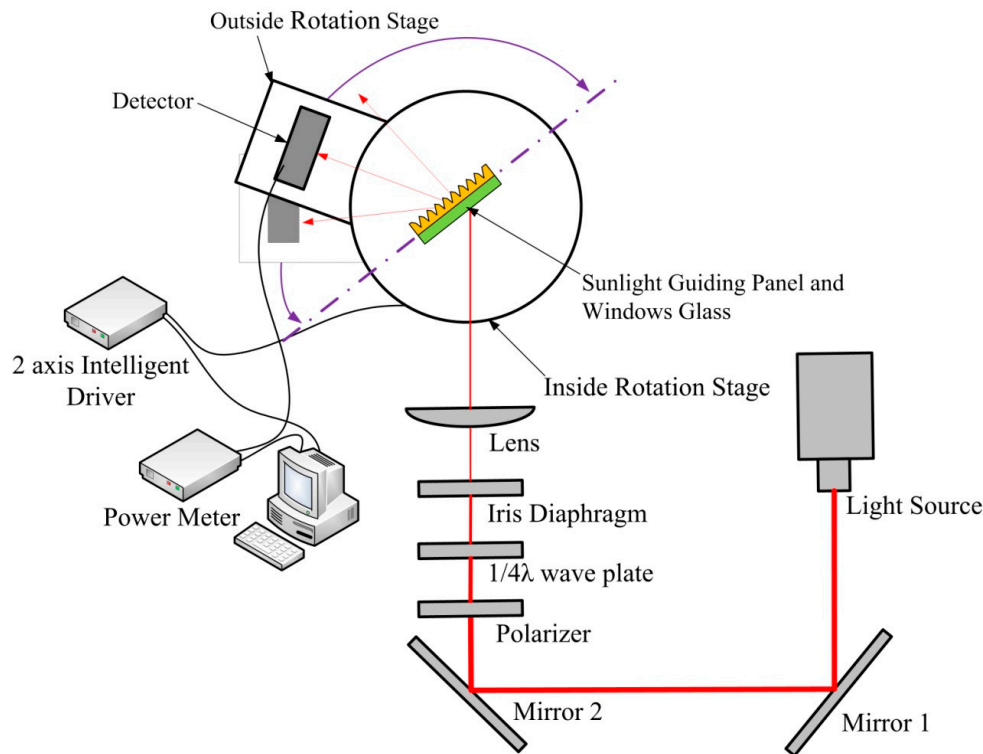 Outside Rotation Stage
Detector
Sunlight Guiding Panel and
Windows Glass
2 axis Intelligent
Driver
Inside Rotation Stage
Lens
Power Meter
Iris Diaphragm
Light Source
1/4λ wave plate
Polarizer
Mirror 2
Mirror 1